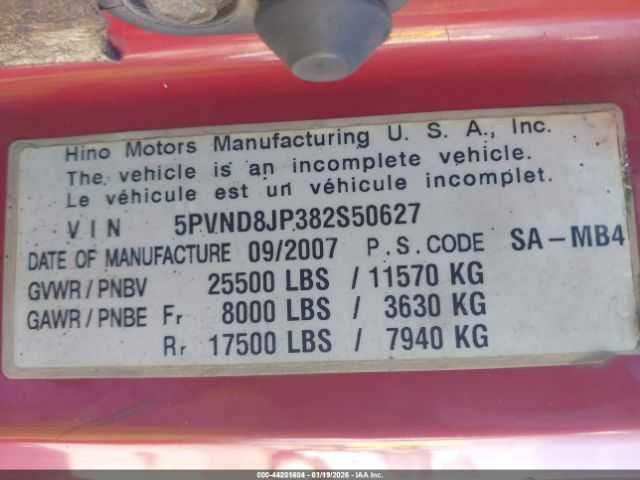 Hino Motors Manufacturing U. S. A., Inc.
The vehicle is an incomplete vehicle.
Le véhicule est un véhicule incomplet.
VIN 5PVND8JP382S50627
DATE OF MANUFACTURE 09/2007 P.S.CODE SA-MB4
GVWR/PNBV 25500 LBS / 11570 KG
GAWR/PNBE Fr 8000 LBS / 3630 KG
Rr 17500 LBS / 7940 KG
000-44201604 - 01/19/2026 - IAA Inc.